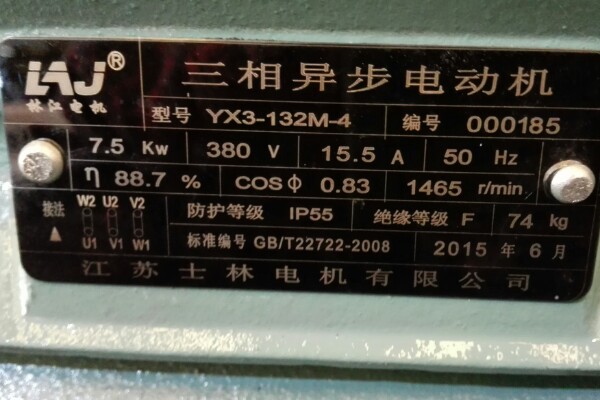 LAJ®
林江电机
三相异步电动机
型号 YX3-132M-4 编号 000185
7.5 Kw 380 V 15.5 A 50 Hz
η 88.7 % COSφ 0.83 1465 r/min
接法 △ W2 U2 V2 U1 V1 W1
防护等级 IP55 绝缘等级 F 74 kg
标准编号 GB/T22722-2008 2015 年 6 月
江苏士林电机有限公司